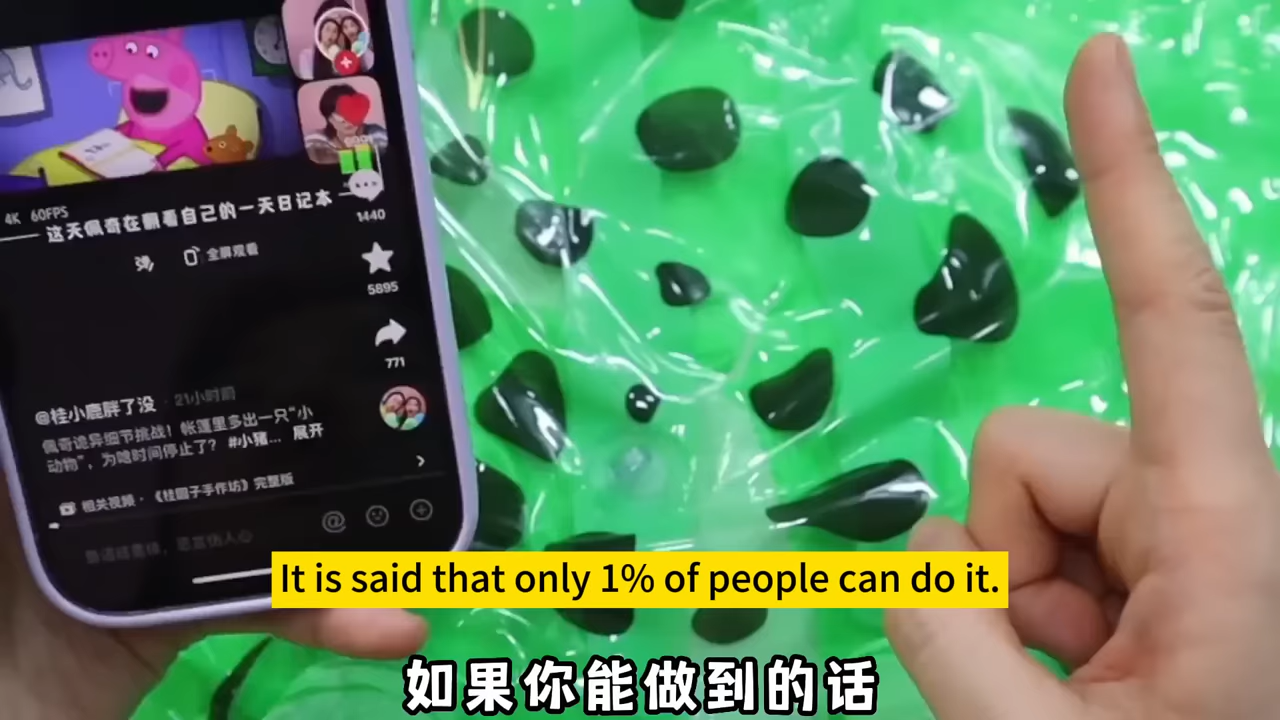 4K 60FPS
这天佩奇在翻看自己的一天日记本
全屏观看
1440
5895
771
@桂小鹿胖了没 · 21小时前
佩奇诡异细节挑战！帐篷里多出一只“小
动物”，为啥时间停止了？ #小猪... 展开
相关视频 · 《桂圆子手作坊》完整版
It is said that only 1% of people can do it.
如果你能做到的话